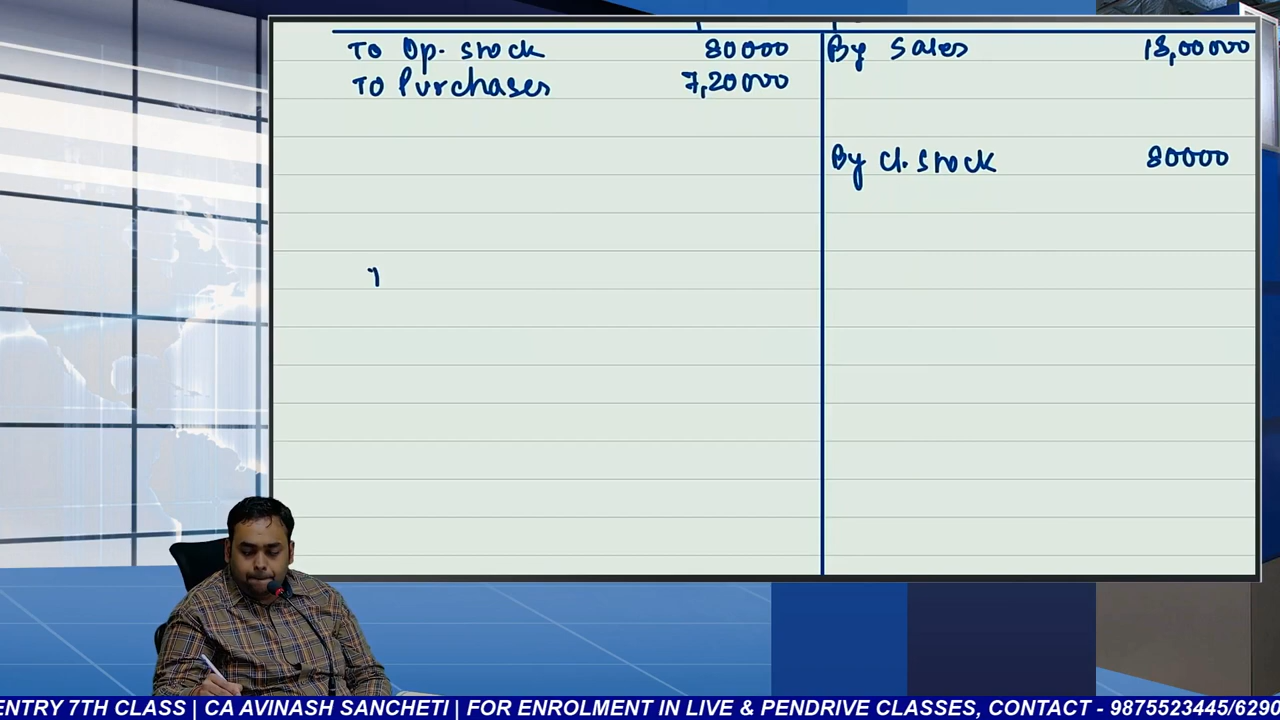 To Op. Stock 80000 By Sales 18,00000
To Purchases 7,20000
By Cl. Stock 80000
ENTRY 7TH CLASS | CA AVINASH SANCHETI | FOR ENROLMENT IN LIVE & PENDRIVE CLASSES, CONTACT - 9875523445/6290